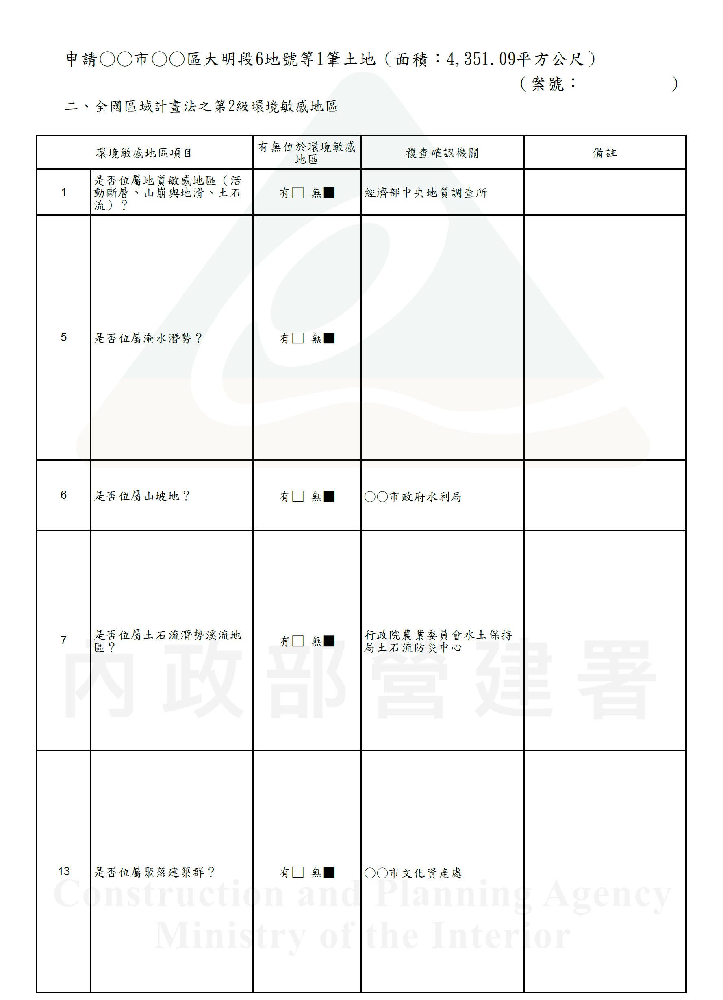 申請○○市○○區大明段6地號等1筆土地（面積：4,351.09平方公尺）
（案號：　　　　　）
二、全國區域計畫法之第2級環境敏感地區
環境敏感地區項目
有無位於環境敏感
地區
複查確認機關
備註
1
是否位屬地質敏感地區（活
動斷層、山崩與地滑、土石
流）？
有□ 無■
經濟部中央地質調查所
5
是否位屬淹水潛勢？
有□ 無■
6
是否位屬山坡地？
有□ 無■
○○市政府水利局
7
是否位屬土石流潛勢溪流地
區？
有□ 無■
行政院農業委員會水土保持
局土石流防災中心
內政部營建署
13
是否位屬聚落建築群？
有□ 無■
○○市文化資產處
Construction and Planning Agency
Ministry of the Interior